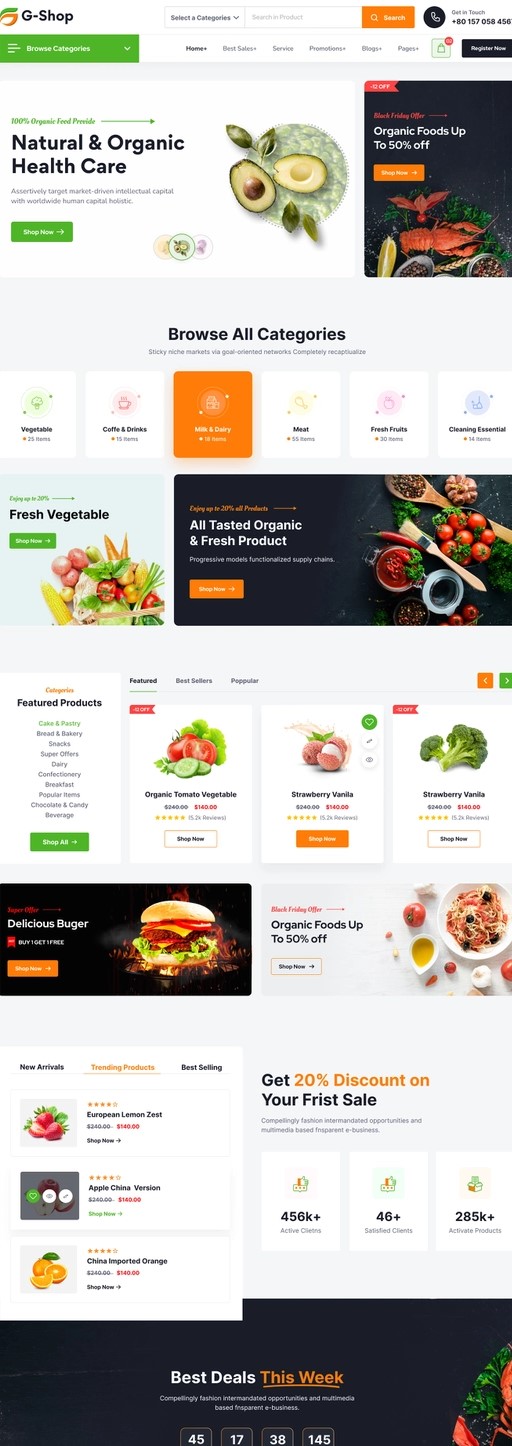 G-Shop
Select a Categories
Search in Product
Search
Get in Touch
+80 157 058 4567
Browse Categories
Home+
Best Sales+
Service
Promotions+
Blogs+
Pages+
Register Now
100% Organic Food Provide
Natural & Organic
Health Care
Assertively target market-driven intellectual capital
with worldwide human capital holistic.
Shop Now
-12 OFF
Black Friday Offer
Organic Foods Up
To 50% off
Shop Now
Browse All Categories
Sticky niche markets via goal-oriented networks Completely recaptiualize
Vegetable
25 Items
Coffe & Drinks
15 Items
Milk & Dairy
18 Items
Meat
55 Items
Fresh Fruits
30 Items
Cleaning Essential
14 Items
Enjoy up to 20%
Fresh Vegetable
Shop Now
Enjoy up to 20% all Products
All Tasted Organic
& Fresh Product
Progressive models functionalized supply chains.
Shop Now
Categories
Featured Products
Cake & Pastry
Bread & Bakery
Snacks
Super Offers
Dairy
Confectionery
Breakfast
Popular Items
Chocolate & Candy
Beverage
Shop All
Featured
Best Sellers
Poppular
-12 OFF
Organic Tomato Vegetable
$240.00 $140.00
(5.2k Reviews)
Shop Now
Strawberry Vanila
$240.00 $140.00
(5.2k Reviews)
Shop Now
-12 OFF
Strawberry Vanila
$240.00 $140.00
(5.2k Reviews)
Shop Now
Super Offer
Delicious Buger
BUY 1 GET 1 FREE
Shop Now
Black Friday Offer
Organic Foods Up
To 50% off
Shop Now
New Arrivals
Trending Products
Best Selling
European Lemon Zest
$240.00 $140.00
Shop Now
Apple China Version
$240.00 $140.00
Shop Now
China Imported Orange
$240.00 $140.00
Shop Now
Get 20% Discount on
Your Frist Sale
Compellingly fashion intermandated opportunities and
multimedia based fnsparent e-business.
456k+
Active Cletns
46+
Satisfied Clients
285k+
Activate Products
Best Deals This Week
Compellingly fashion intermandated opportunities and multimedia
based fnsparent e-business.
45
17
38
145